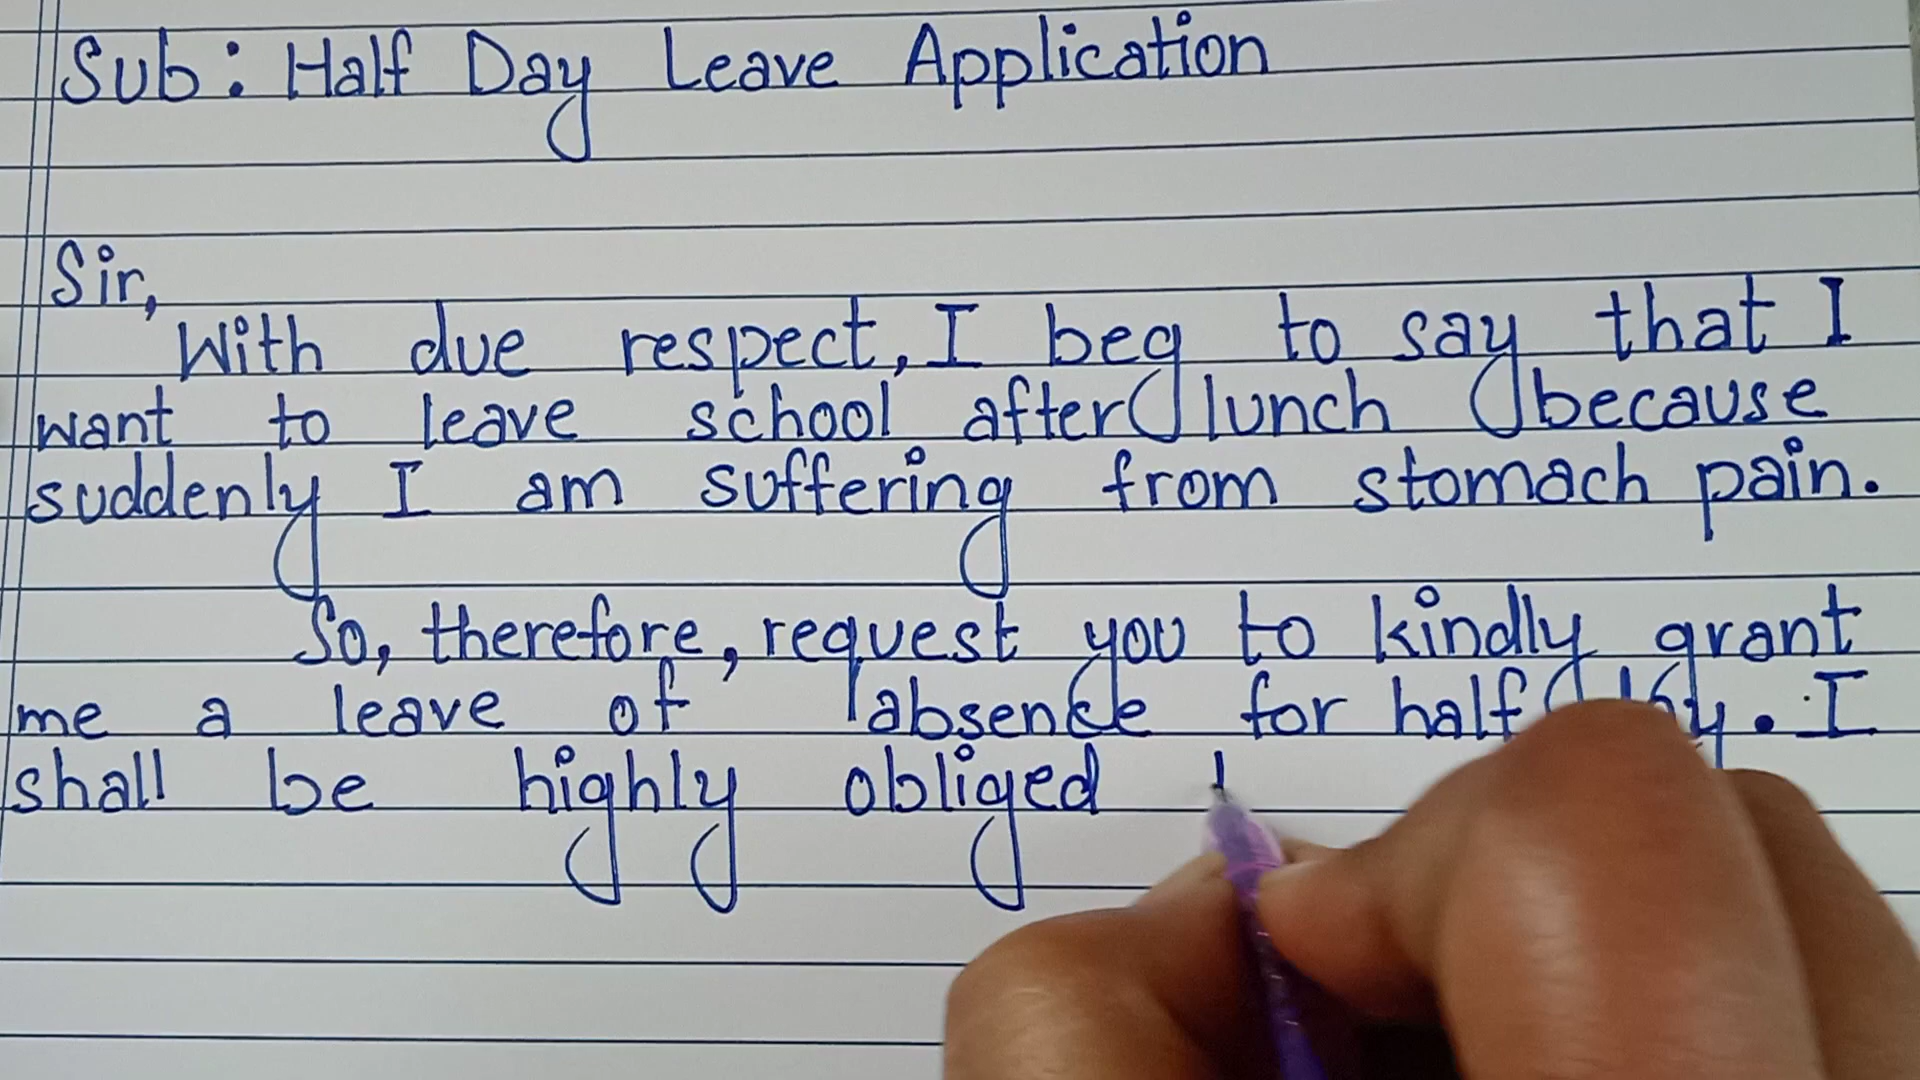 Sub: Half Day Leave Application
Sir,
With due respect, I beg to say that I
want to leave school after lunch because
suddenly I am suffering from stomach pain.
So, therefore, request you to kindly grant
me a leave of absence for half day. I
shall be highly obliged